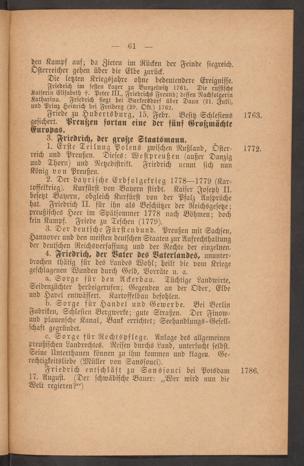 — 61 —
den Kampf auf; da Zieten im Rücken der Feinde siegreich.
Österreicher gehen über die Elbe zurück.
Die letzten Kriegsjahre ohne bedeutendere Ereignisse.
Friedrich im festen Lager zu Bunzelwitz 1761. Die russische
Kaiserin Elisabeth †. Peter III., Friedrichs Freund; dessen Nachfolgerin
Katharina. Friedrich siegt bei Burkersdorf über Daun (21. Juli),
und Prinz Heinrich bei Freiberg (29. Okt.) 1762.
Friede zu Hubertusburg, 15. Febr. Besitz Schlesiens 1763.
gesichert. Preußen fortan eine der fünf Großmächte
Europas.
3. Friedrich, der große Staatsmann.
1. Erste Teilung Polens zwischen Rußland, Öster- 1772.
reich und Preußen. Dieses: Westpreußen (außer Danzig
und Thorn) und Netzedistrikt. Friedrich nennt sich nun
König von Preußen.
2. Der bayrische Erbfolgekrieg 1778—1779 (Kar-
toffelkrieg). Kurfürst von Bayern stirbt. Kaiser Joseph II.
besetzt Bayern, obgleich Kurfürst von der Pfalz Ansprüche
hat. Friedrich II. für ihn als Beschützer der Reichsgesetze;
preußisches Heer im Spätsommer 1778 nach Böhmen; doch
kein Kampf. Friede zu Teschen (1779).
3. Der deutsche Fürstenbund. Preußen mit Sachsen,
Hannover und den meisten deutschen Staaten zur Aufrechthaltung
der deutschen Reichsverfassung und der Rechte der einzelnen.
4. Friedrich, der Vater des Vaterlandes, ununter-
brochen thätig für des Landes Wohl; heilt die vom Kriege
geschlagenen Wunden durch Geld, Vorräte u. a.
a. Sorge für den Ackerbau. Tüchtige Landwirte,
Seidenzüchter herbeigerufen; Gegenden an der Oder, Elbe
und Havel entwässert. Kartoffelbau befohlen.
b. Sorge für Handel und Gewerbe. Bei Berlin
Fabriken, Schlesien Bergwerke; gute Straßen. Der Finow-
und plauensche Kanal, Bank errichtet; Seehandlungs-Gesell-
schaft gegründet.
c. Sorge für Rechtspflege. Anlage des allgemeinen
preußischen Landrechtes. Reisen durchs Land, untersucht selbst.
Seine Unterthanen können zu ihm kommen und klagen. Ge-
rechtigkeitsliebe (Müller von Sanssouci).
Friedrich entschläft zu Sanssouci bei Potsdam 1786.
17. August. (Der schwäbische Bauer: „Wer wird nun die
Welt regieren?“)